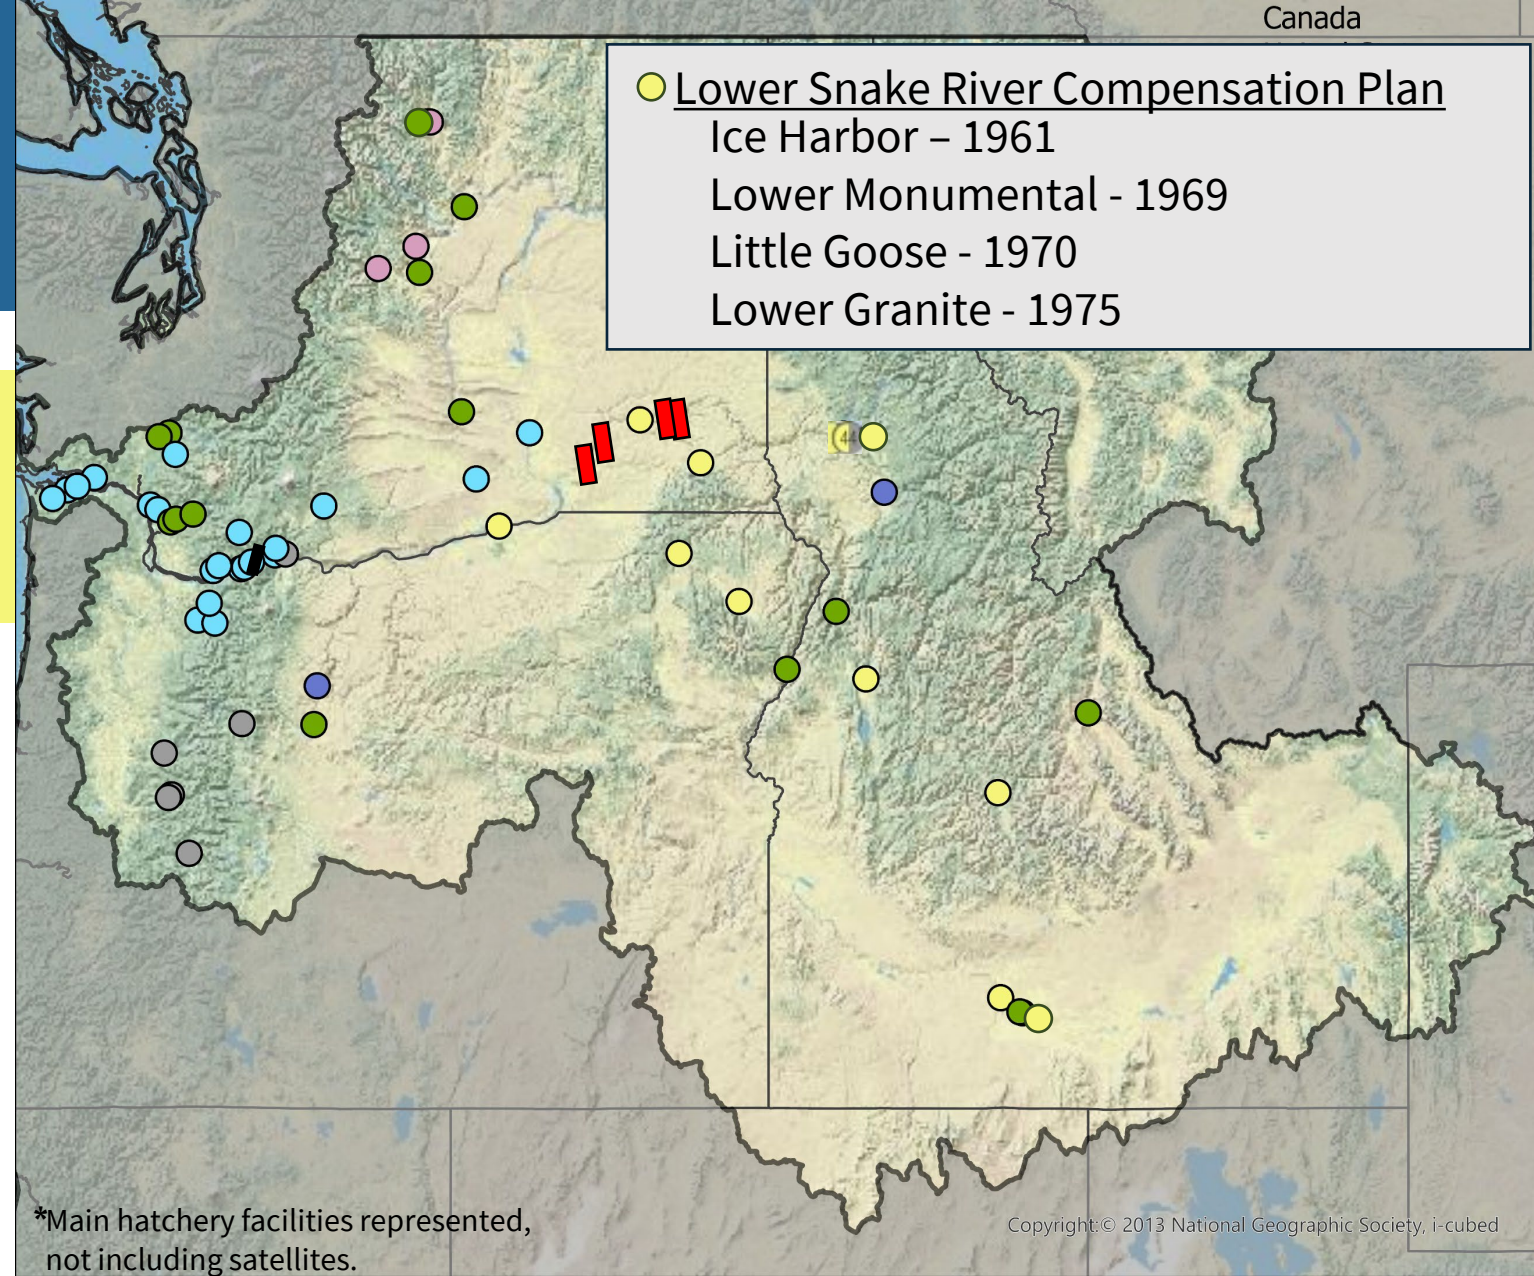 Canada
Lower Snake River Compensation Plan
Ice Harbor – 1961
Lower Monumental - 1969
Little Goose - 1970
Lower Granite - 1975
44
*Main hatchery facilities represented,
not including satellites.
Copyright:© 2013 National Geographic Society, i-cubed